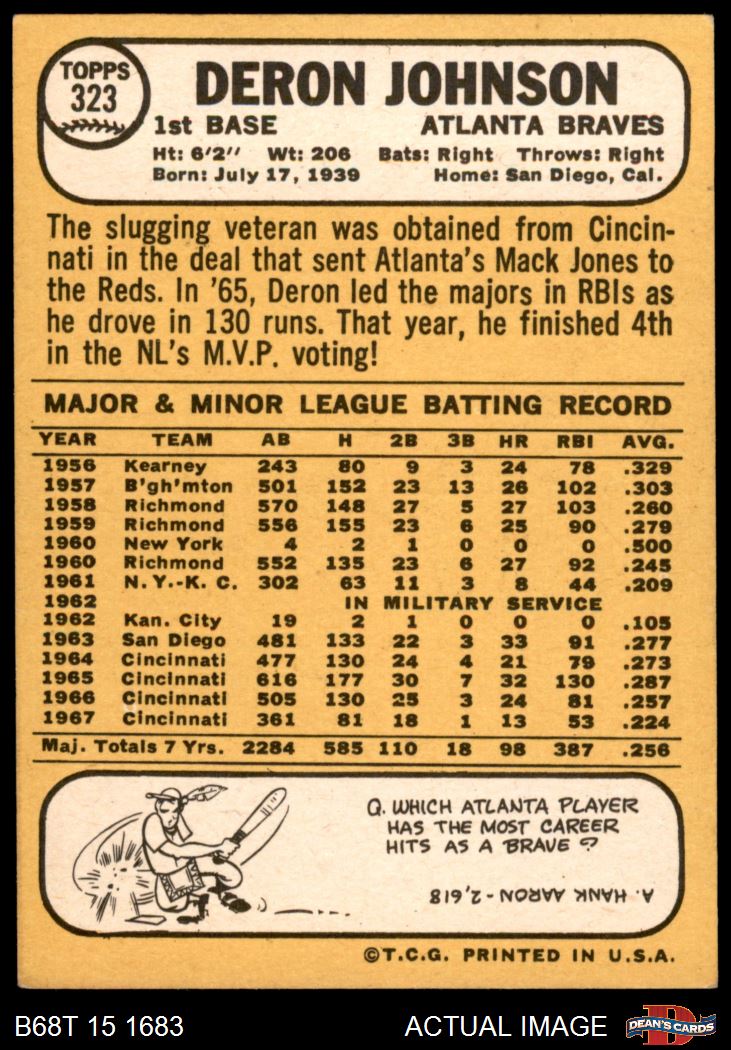 TOPPS
323
DERON JOHNSON
1st BASE ATLANTA BRAVES
Ht: 6'2" Wt: 206 Bats: Right Throws: Right
Born: July 17, 1939 Home: San Diego, Cal.
The slugging veteran was obtained from Cincin-
nati in the deal that sent Atlanta's Mack Jones to
the Reds. In '65, Deron led the majors in RBIs as
he drove in 130 runs. That year, he finished 4th
in the NL's M.V.P. voting!
MAJOR & MINOR LEAGUE BATTING RECORD
YEAR TEAM AB H 2B 3B HR RBI AVG.
1956 Kearney 243 80 9 3 24 78 .329
1957 B'gh'mton 501 152 23 13 26 102 .303
1958 Richmond 570 148 27 5 27 103 .260
1959 Richmond 556 155 23 6 25 90 .279
1960 New York 4 2 1 0 0 0 .500
1960 Richmond 552 135 23 6 27 92 .245
1961 N.Y.-K.C. 302 63 11 3 8 44 .209
1962 IN MILITARY SERVICE
1962 Kan. City 19 2 1 0 0 0 .105
1963 San Diego 481 133 22 3 33 91 .277
1964 Cincinnati 477 130 24 4 21 79 .273
1965 Cincinnati 616 177 30 7 32 130 .287
1966 Cincinnati 505 130 25 3 24 81 .257
1967 Cincinnati 361 81 18 1 13 53 .224
Maj. Totals 7 Yrs. 2284 585 110 18 98 387 .256
Q. WHICH ATLANTA PLAYER
HAS THE MOST CAREER
HITS AS A BRAVE?
A. HANK AARON-2,618
©T.C.G. PRINTED IN U.S.A.
B68T 15 1683 ACTUAL IMAGE
D
DEAN'S CARDS